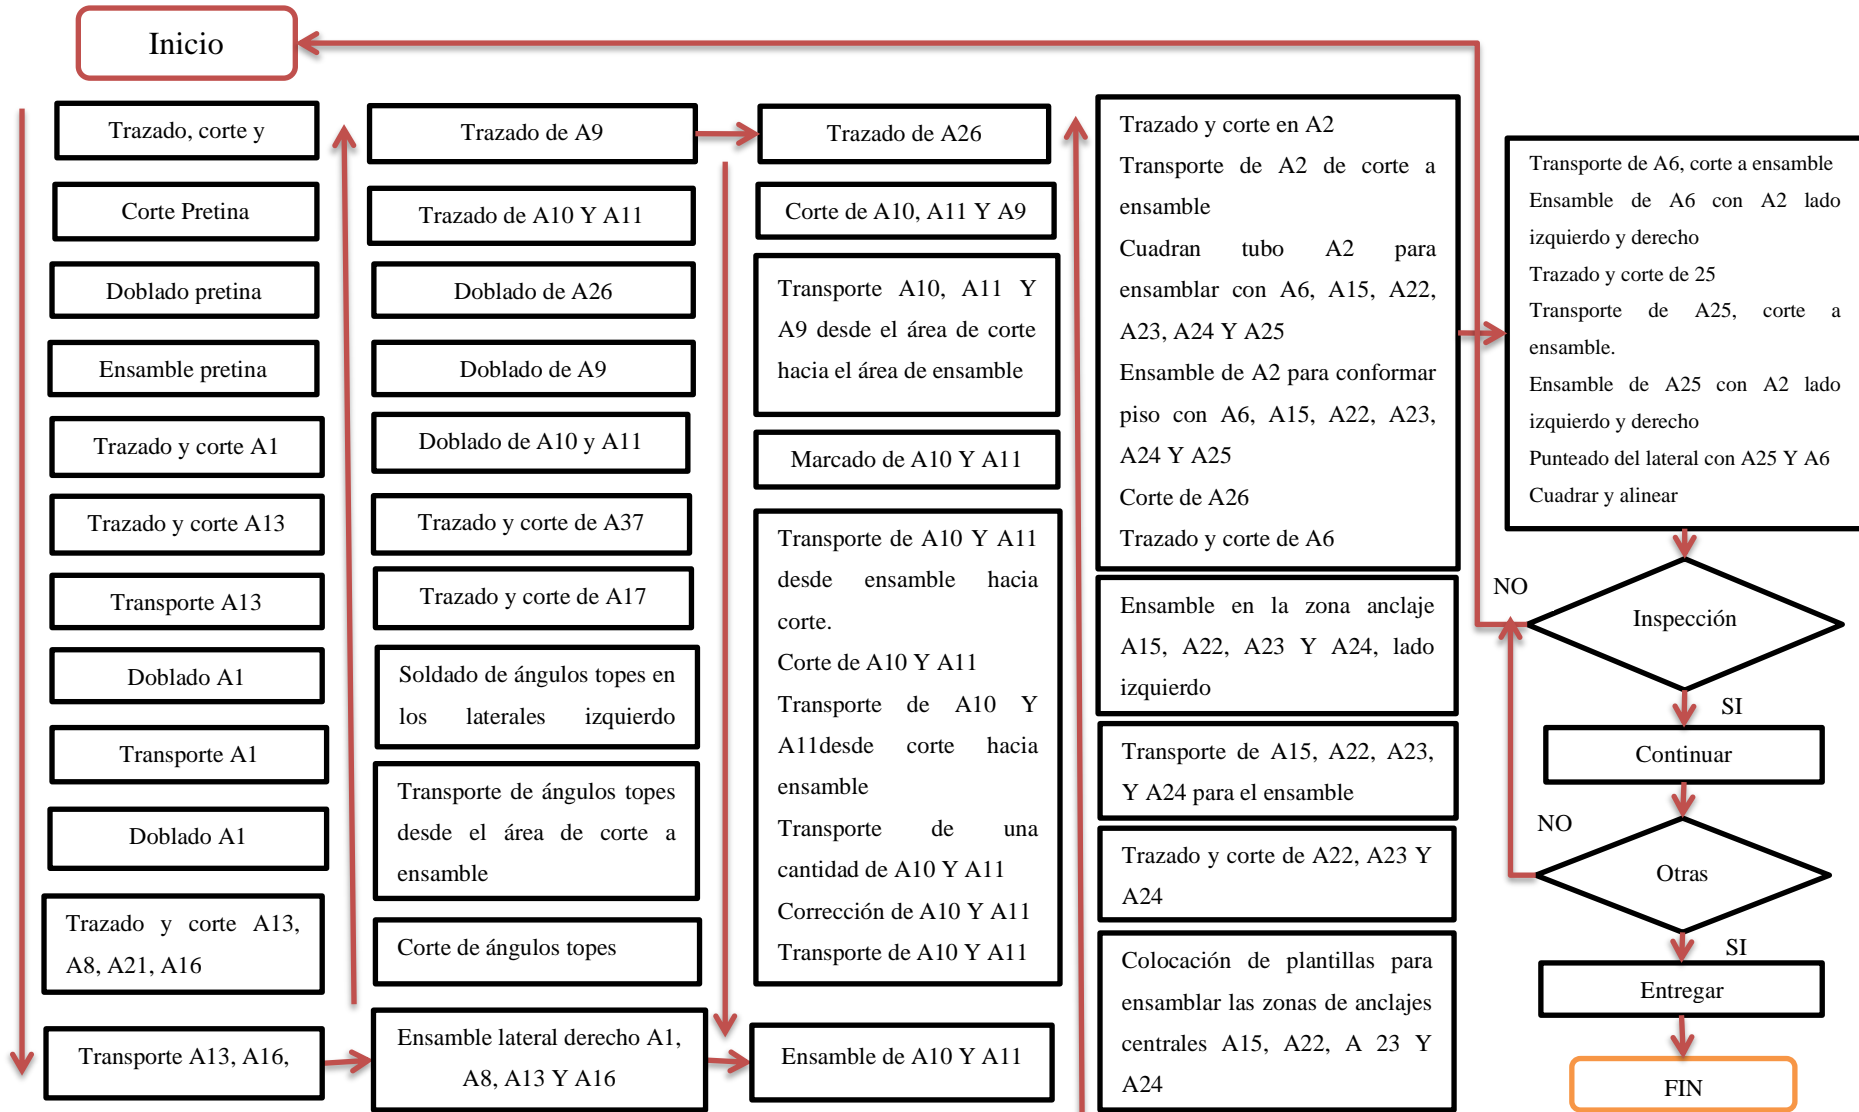 Inicio
Trazado, corte y
Corte Pretina
Doblado pretina
Ensamble pretina
Trazado y corte A1
Trazado y corte A13
Transporte A13
Doblado A1
Transporte A1
Doblado A1
Trazado y corte A13,
A8, A21, A16
Transporte A13, A16,
Trazado de A9
Trazado de A10 Y A11
Doblado de A26
Doblado de A9
Doblado de A10 y A11
Trazado y corte de A37
Trazado y corte de A17
Soldado de ángulos topes en
los laterales izquierdo
Transporte de ángulos topes
desde el área de corte a
ensamble
Corte de ángulos topes
Ensamble lateral derecho A1,
A8, A13 Y A16
Trazado de A26
Corte de A10, A11 Y A9
Transporte A10, A11 Y
A9 desde el área de corte
hacia el área de ensamble
Marcado de A10 Y A11
Transporte de A10 Y A11
desde ensamble hacia
corte.
Corte de A10 Y A11
Transporte de A10 Y
A11desde corte hacia
ensamble
Transporte de una
cantidad de A10 Y A11
Corrección de A10 Y A11
Transporte de A10 Y A11
Ensamble de A10 Y A11
Trazado y corte en A2
Transporte de A2 de corte a
ensamble
Cuadran tubo A2 para
ensamblar con A6, A15, A22,
A23, A24 Y A25
Ensamble de A2 para conformar
piso con A6, A15, A22, A23,
A24 Y A25
Corte de A26
Trazado y corte de A6
Ensamble en la zona anclaje
A15, A22, A23 Y A24, lado
izquierdo
Transporte de A15, A22, A23,
Y A24 para el ensamble
Trazado y corte de A22, A23 Y
A24
Colocación de plantillas para
ensamblar las zonas de anclajes
centrales A15, A22, A 23 Y
A24
Transporte de A6, corte a ensamble
Ensamble de A6 con A2 lado
izquierdo y derecho
Trazado y corte de 25
Transporte de A25, corte a
ensamble.
Ensamble de A25 con A2 lado
izquierdo y derecho
Punteado del lateral con A25 Y A6
Cuadrar y alinear
NO
Inspección
SI
Continuar
NO
Otras
SI
Entregar
FIN